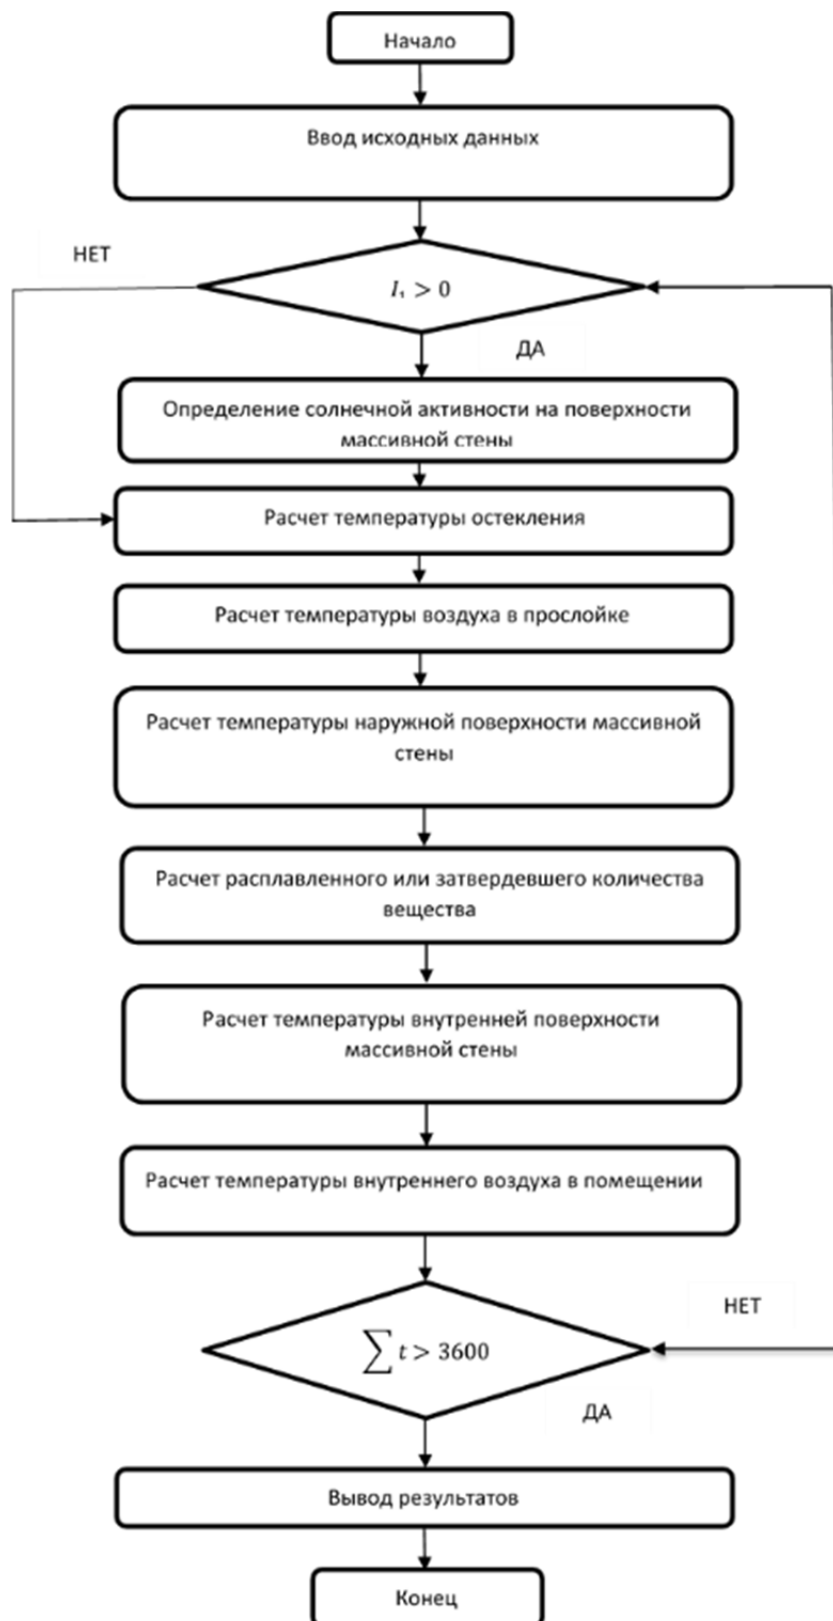 Начало
Ввод исходных данных
НЕТ
I₁ > 0
ДА
Определение солнечной активности на поверхности
массивной стены
Расчет температуры остекления
Расчет температуры воздуха в прослойке
Расчет температуры наружной поверхности массивной
стены
Расчет расплавленного или затвердевшего количества
вещества
Расчет температуры внутренней поверхности
массивной стены
Расчет температуры внутреннего воздуха в помещении
НЕТ
∑ t > 3600
ДА
Вывод результатов
Конец